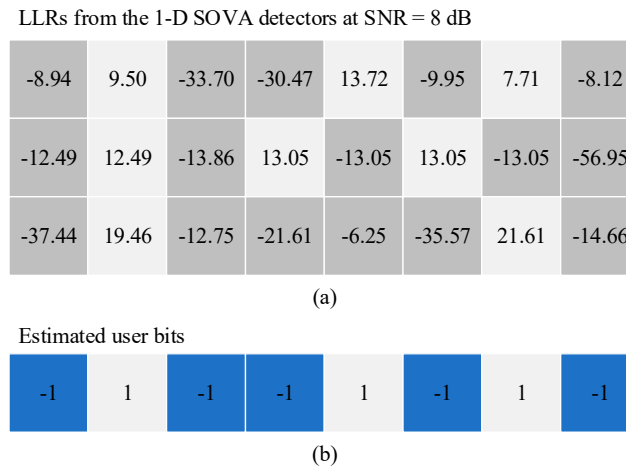 LLRs from the 1-D SOVA detectors at SNR = 8 dB
-8.94 9.50 -33.70 -30.47 13.72 -9.95 7.71 -8.12
-12.49 12.49 -13.86 13.05 -13.05 13.05 -13.05 -56.95
-37.44 19.46 -12.75 -21.61 -6.25 -35.57 21.61 -14.66
(a)
Estimated user bits
-1 1 -1 -1 1 -1 1 -1
(b)